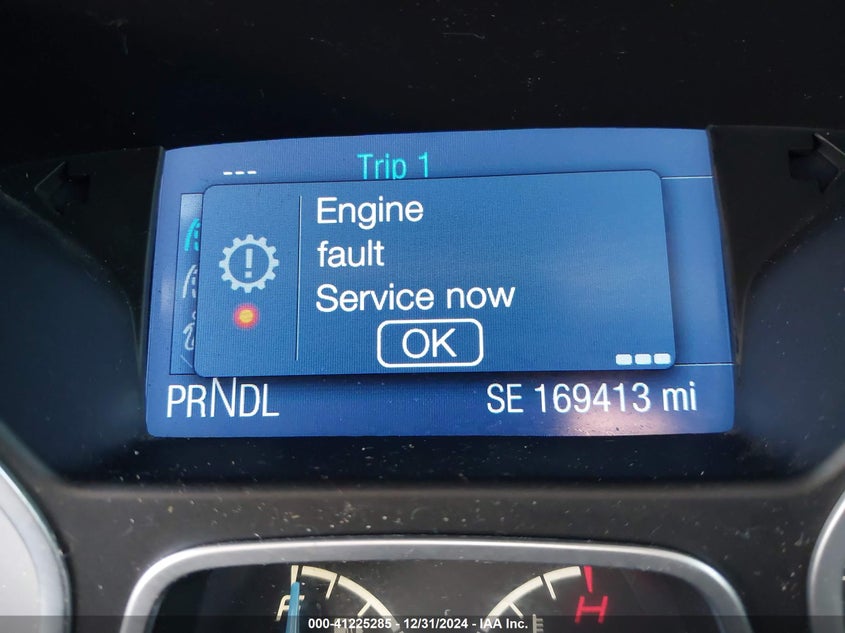 --- Trip 1
Engine
fault
Service now
OK
PRNDL SE 169413 mi
F H
000-41225285 - 12/31/2024 - IAA Inc.